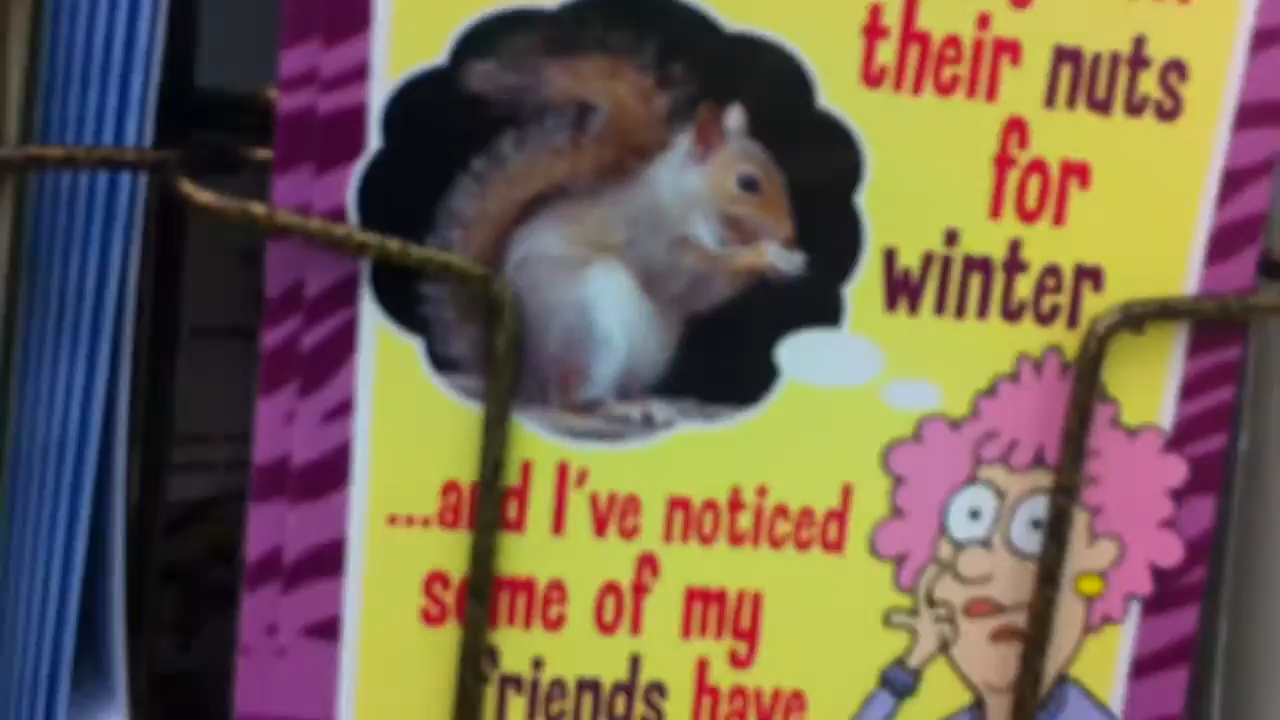 their nuts
for
winter
...and I've noticed
some of my
friends have